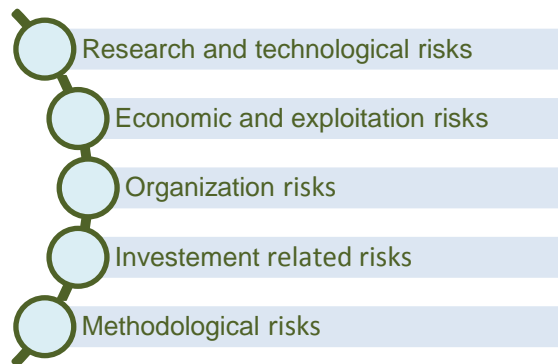 Research and technological risks
Economic and exploitation risks
Organization risks
Investement related risks
Methodological risks